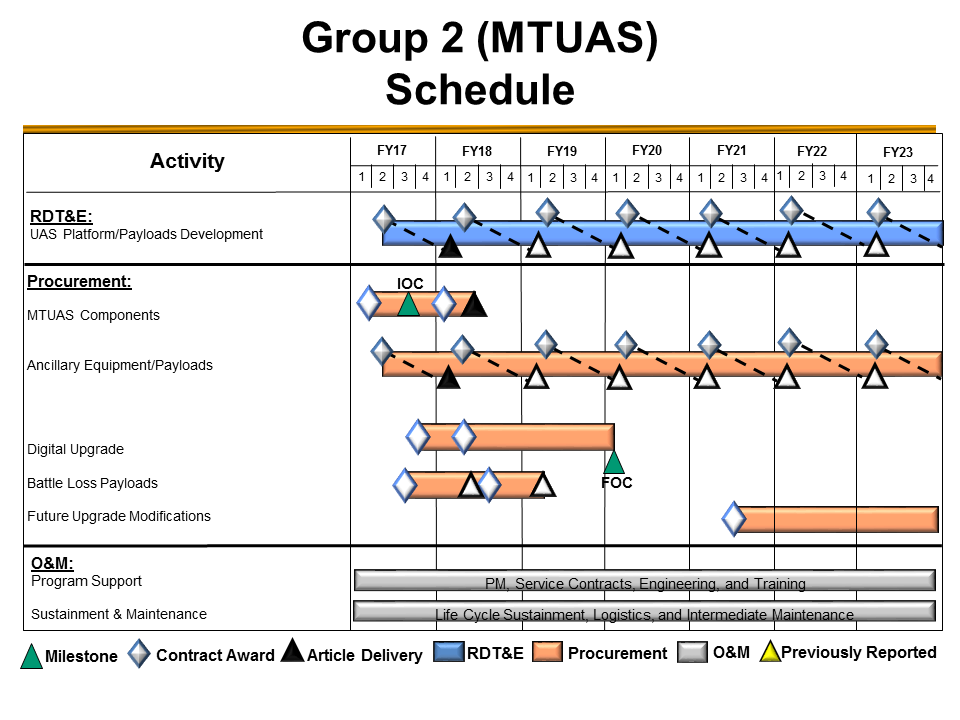 Group 2 (MTUAS)
Schedule
Activity
FY17 FY18 FY19 FY20 FY21 FY22 FY23
1 2 3 4 1 2 3 4 1 2 3 4 1 2 3 4 1 2 3 4 1 2 3 4 1 2 3 4
RDT&E:
UAS Platform/Payloads Development
Procurement:
IOC
MTUAS Components
Ancillary Equipment/Payloads
Digital Upgrade
Battle Loss Payloads
FOC
Future Upgrade Modifications
O&M:
Program Support
PM, Service Contracts, Engineering, and Training
Sustainment & Maintenance
Life Cycle Sustainment, Logistics, and Intermediate Maintenance
Milestone Contract Award Article Delivery RDT&E Procurement O&M Previously Reported